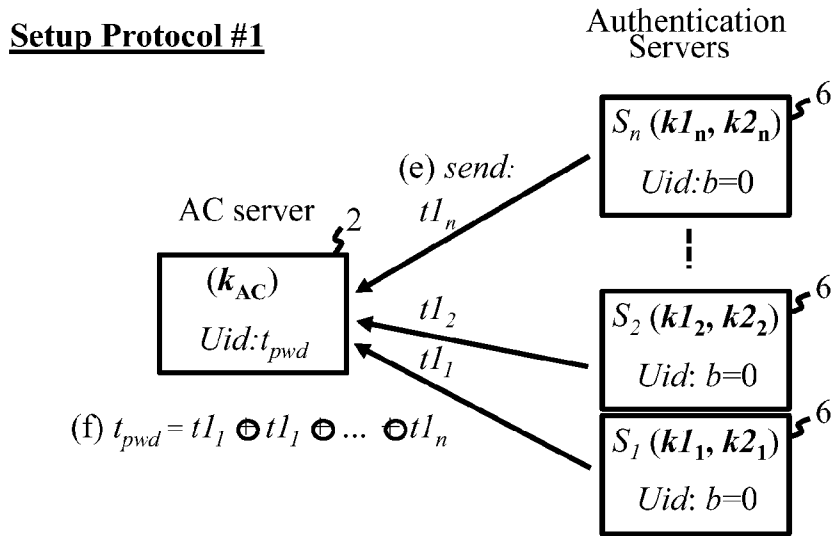 Setup Protocol #1
Authentication
Servers
6
Sn (k1n, k2n)
Uid:b=0
(e) send:
t1n
AC server
2
(kAC)
Uid:tpwd
6
S2 (k12, k22)
Uid: b=0
t12
t11
6
S1 (k11, k21)
Uid: b=0
(f) tpwd = t11 ⊕ t11 ⊕ ... ⊕ t1n